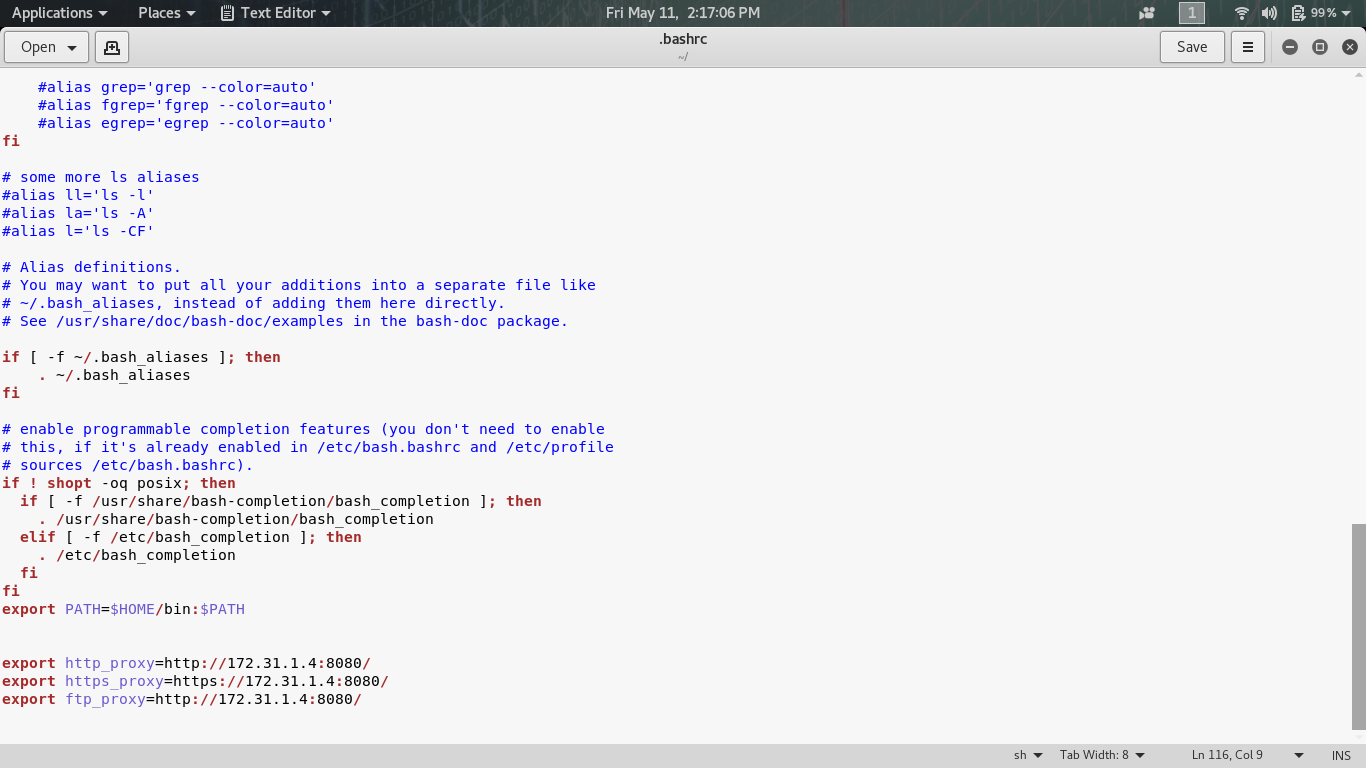 Applications Places Text Editor Fri May 11, 2:17:06 PM 1 99%
Open .bashrc Save
~/
#alias grep='grep --color=auto'
#alias fgrep='fgrep --color=auto'
#alias egrep='egrep --color=auto'
fi
# some more ls aliases
#alias ll='ls -l'
#alias la='ls -A'
#alias l='ls -CF'
# Alias definitions.
# You may want to put all your additions into a separate file like
# ~/.bash_aliases, instead of adding them here directly.
# See /usr/share/doc/bash-doc/examples in the bash-doc package.
if [ -f ~/.bash_aliases ]; then
. ~/.bash_aliases
fi
# enable programmable completion features (you don't need to enable
# this, if it's already enabled in /etc/bash.bashrc and /etc/profile
# sources /etc/bash.bashrc).
if ! shopt -oq posix; then
if [ -f /usr/share/bash-completion/bash_completion ]; then
. /usr/share/bash-completion/bash_completion
elif [ -f /etc/bash_completion ]; then
. /etc/bash_completion
fi
fi
export PATH=$HOME/bin:$PATH
export http_proxy=http://172.31.1.4:8080/
export https_proxy=https://172.31.1.4:8080/
export ftp_proxy=http://172.31.1.4:8080/
sh Tab Width: 8 Ln 116, Col 9 INS